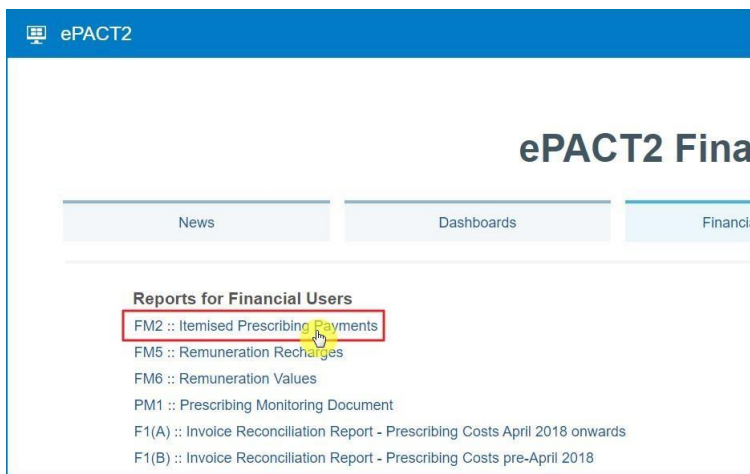 ePACT2
ePACT2 Fina
News Dashboards Financi
Reports for Financial Users
FM2 :: Itemised Prescribing Payments
FM5 :: Remuneration Recharges
FM6 :: Remuneration Values
PM1 :: Prescribing Monitoring Document
F1(A) :: Invoice Reconciliation Report - Prescribing Costs April 2018 onwards
F1(B) :: Invoice Reconciliation Report - Prescribing Costs pre-April 2018